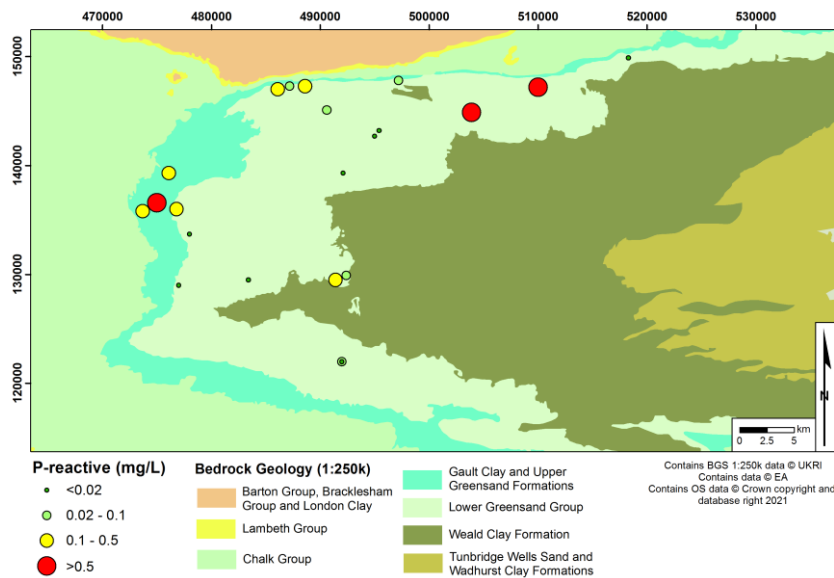 470000 480000 490000 500000 510000 520000 530000
150000
140000
130000
120000
N
km
0 2.5 5
P-reactive (mg/L)
<0.02
0.02 - 0.1
0.1 - 0.5
>0.5
Bedrock Geology (1:250k)
Barton Group, Bracklesham
Group and London Clay
Lambeth Group
Chalk Group
Gault Clay and Upper
Greensand Formations
Lower Greensand Group
Weald Clay Formation
Tunbridge Wells Sand and
Wadhurst Clay Formations
Contains BGS 1:250k data © UKRI
Contains data © EA
Contains OS data © Crown copyright and
database right 2021